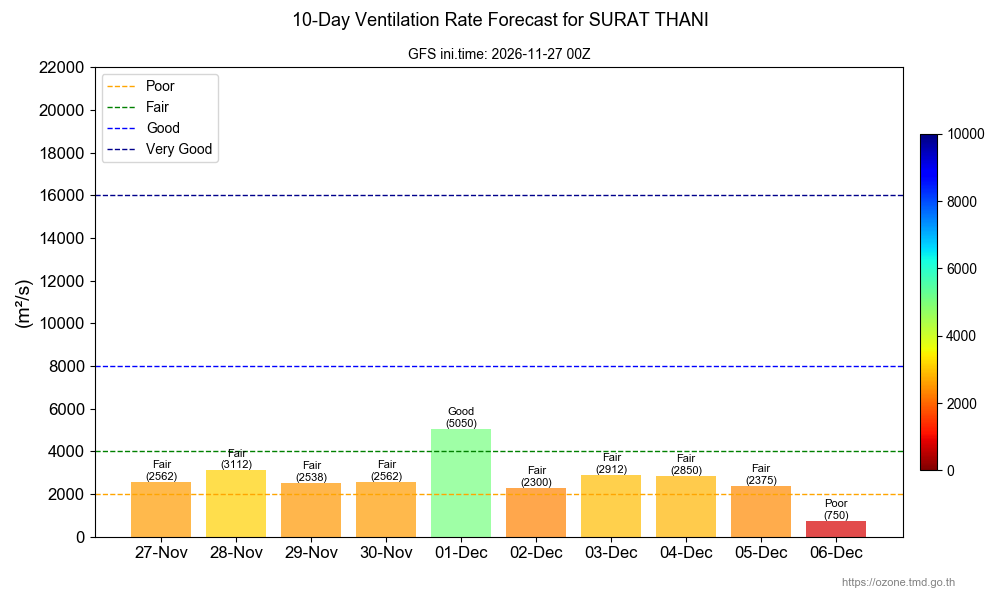 10-Day Ventilation Rate Forecast for SURAT THANI
GFS ini.time: 2026-11-27 00Z
22000
20000
18000
16000
14000
12000
10000
8000
6000
4000
2000
0
(m²/s)
Poor
Fair
Good
Very Good
Fair
(2562)
Fair
(3112)
Fair
(2538)
Fair
(2562)
Good
(5050)
Fair
(2300)
Fair
(2912)
Fair
(2850)
Fair
(2375)
Poor
(750)
27-Nov 28-Nov 29-Nov 30-Nov 01-Dec 02-Dec 03-Dec 04-Dec 05-Dec 06-Dec
10000
8000
6000
4000
2000
0
https://ozone.tmd.go.th